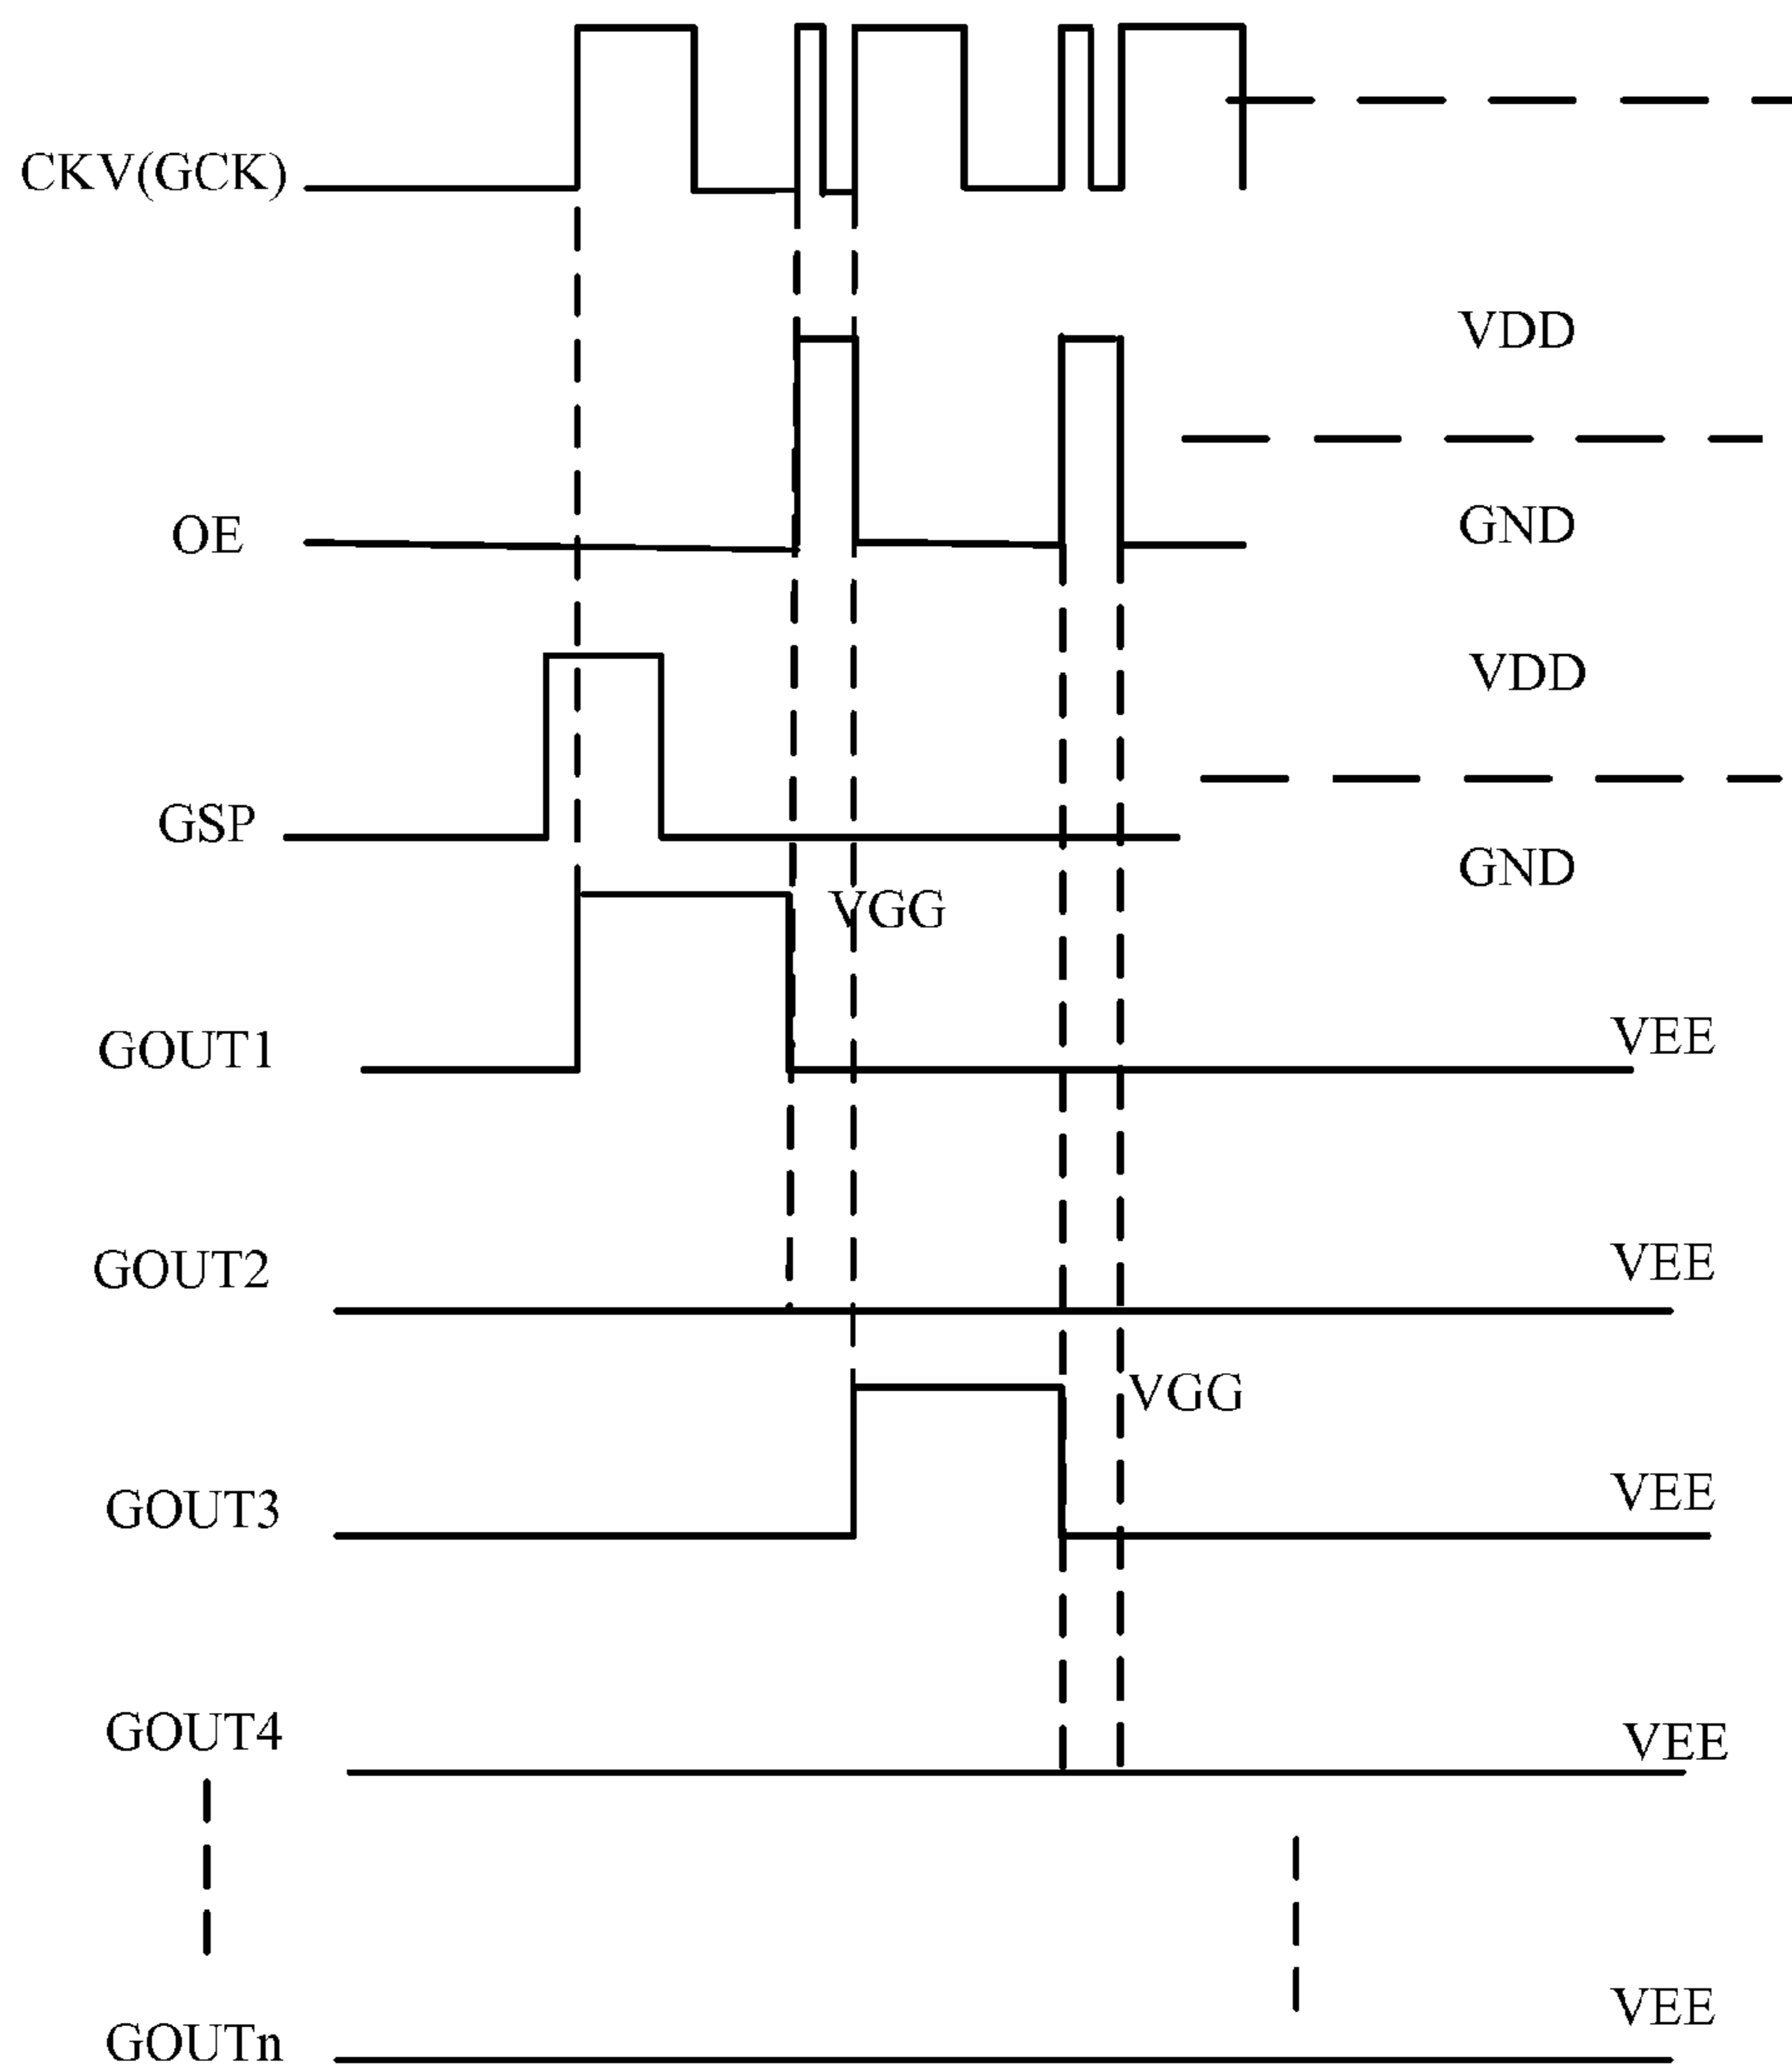 CKV(GCK)
VDD
OE
GND
VDD
GSP
GND
VGG
GOUT1
VEE
GOUT2
VEE
VGG
GOUT3
VEE
GOUT4
VEE
GOUTn
VEE